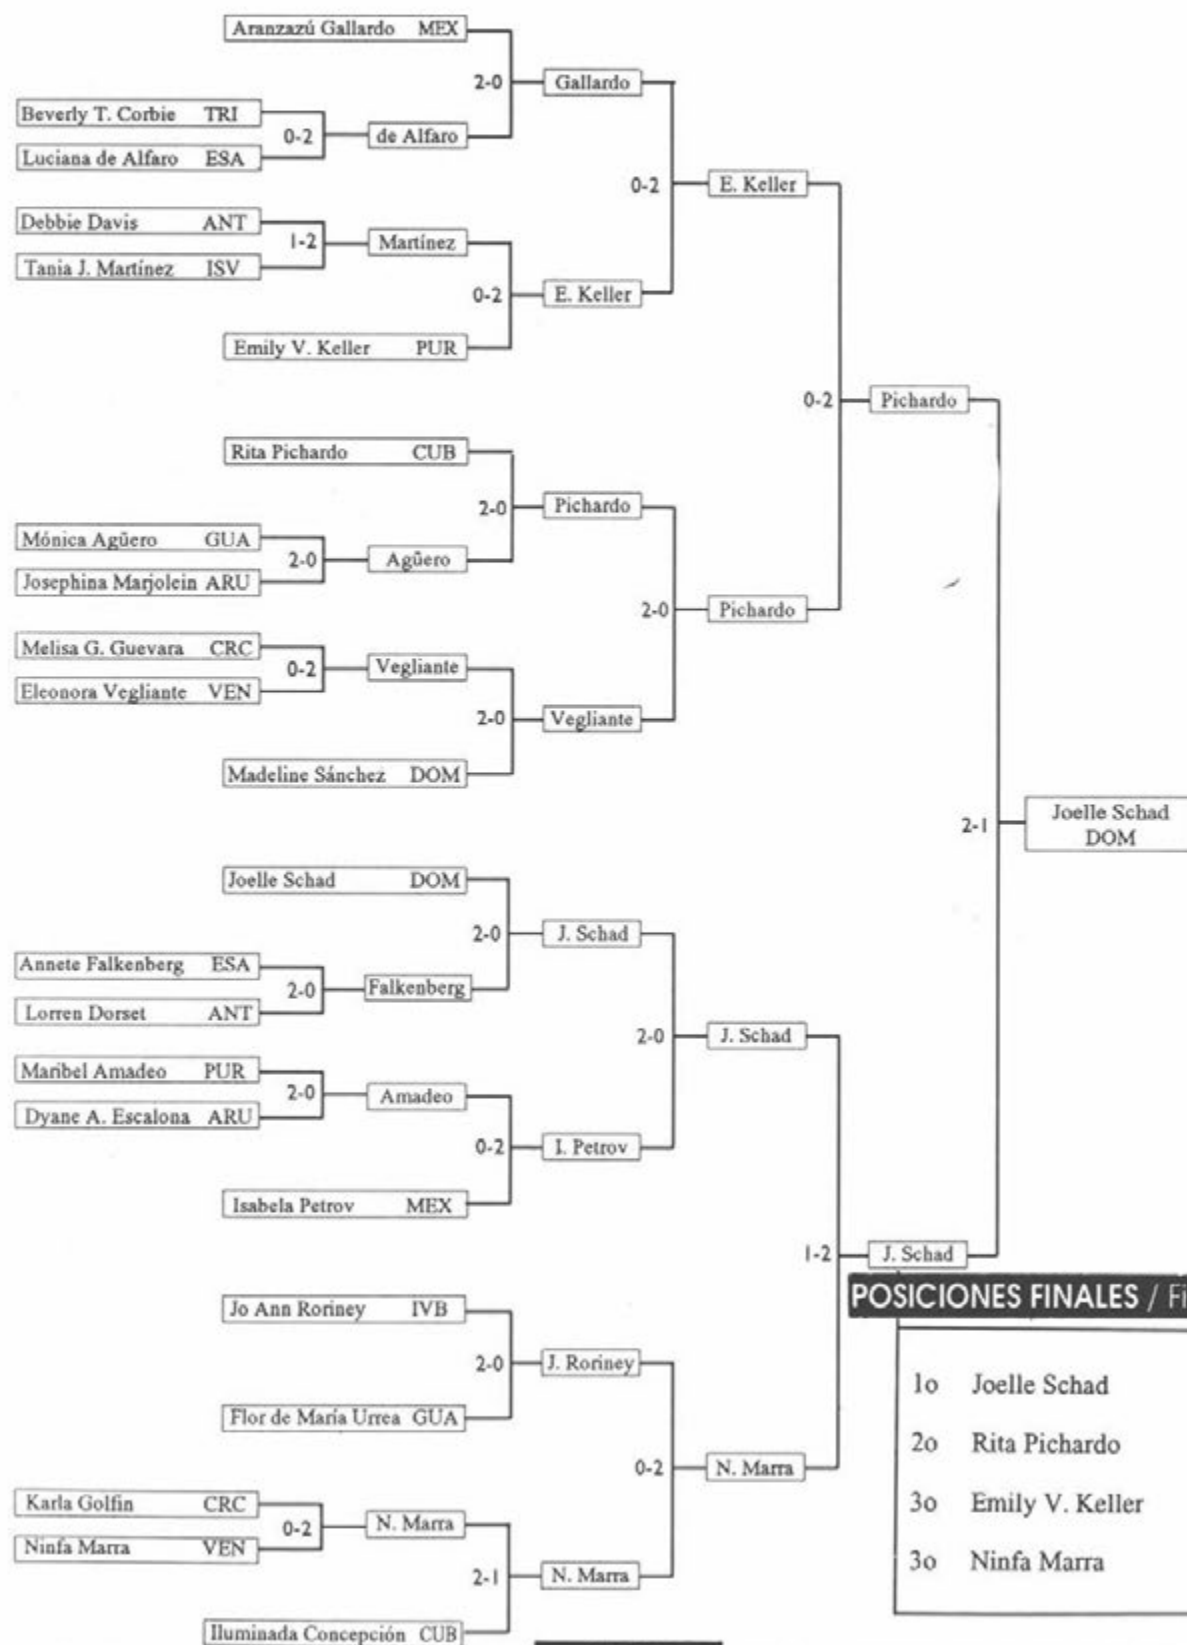 Aranzazú Gallardo MEX
2-0
Gallardo
Beverly T. Corbie TRI
0-2
de Alfaro
Luciana de Alfaro ESA
0-2
E. Keller
Debbie Davis ANT
1-2
Martínez
Tania J. Martínez ISV
0-2
E. Keller
Emily V. Keller PUR
0-2
Pichardo
Rita Pichardo CUB
2-0
Pichardo
Mónica Agüero GUA
2-0
Agüero
Josephina Marjolein ARU
2-0
Pichardo
Melisa G. Guevara CRC
0-2
Vegliante
Eleonora Vegliante VEN
2-0
Vegliante
Madeline Sánchez DOM
2-1
Joelle Schad
DOM
Joelle Schad DOM
2-0
J. Schad
Annete Falkenberg ESA
2-0
Falkenberg
Lorren Dorset ANT
2-0
J. Schad
Maribel Amadeo PUR
2-0
Amadeo
Dyane A. Escalona ARU
0-2
I. Petrov
Isabela Petrov MEX
1-2
J. Schad
POSICIONES FINALES / Fi
Jo Ann Roriney IVB
2-0
J. Roriney
Flor de María Urrea GUA
0-2
N. Marra
Karla Golfin CRC
0-2
N. Marra
Ninfa Marra VEN
2-1
N. Marra
Iluminada Concepción CUB
1o Joelle Schad
2o Rita Pichardo
3o Emily V. Keller
3o Ninfa Marra